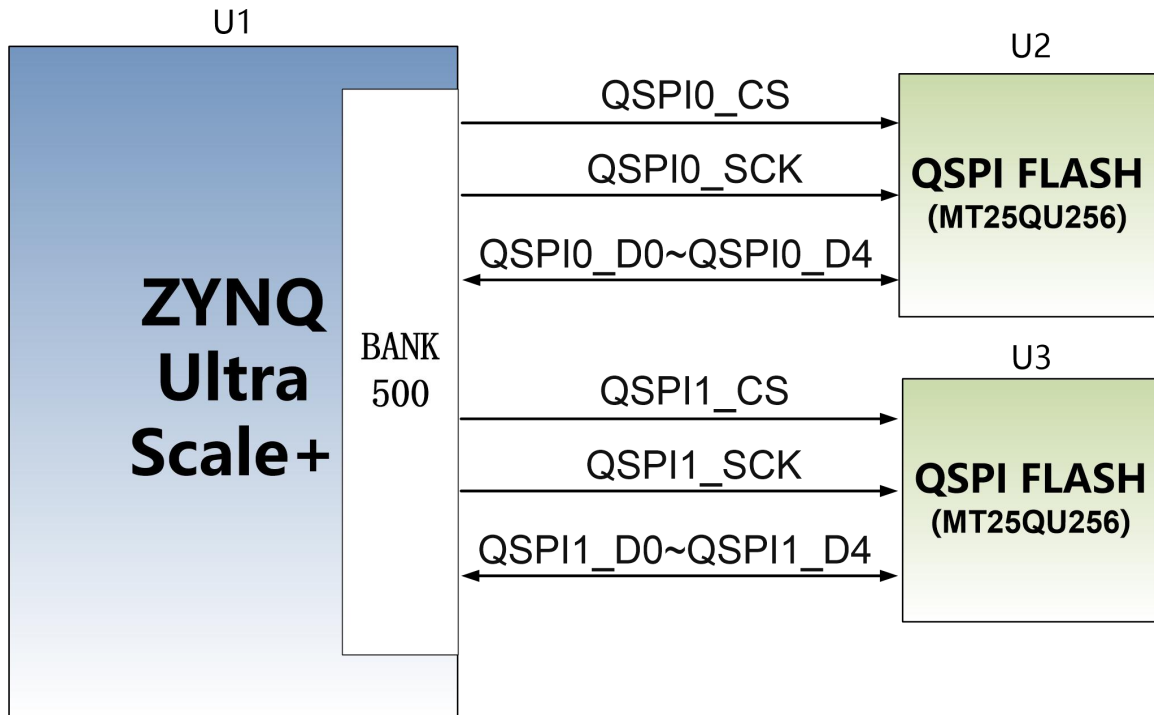 U1
ZYNQ
Ultra
Scale+
BANK
500
QSPI0_CS
QSPI0_SCK
QSPI0_D0~QSPI0_D4
U2
QSPI FLASH
(MT25QU256)
QSPI1_CS
QSPI1_SCK
QSPI1_D0~QSPI1_D4
U3
QSPI FLASH
(MT25QU256)